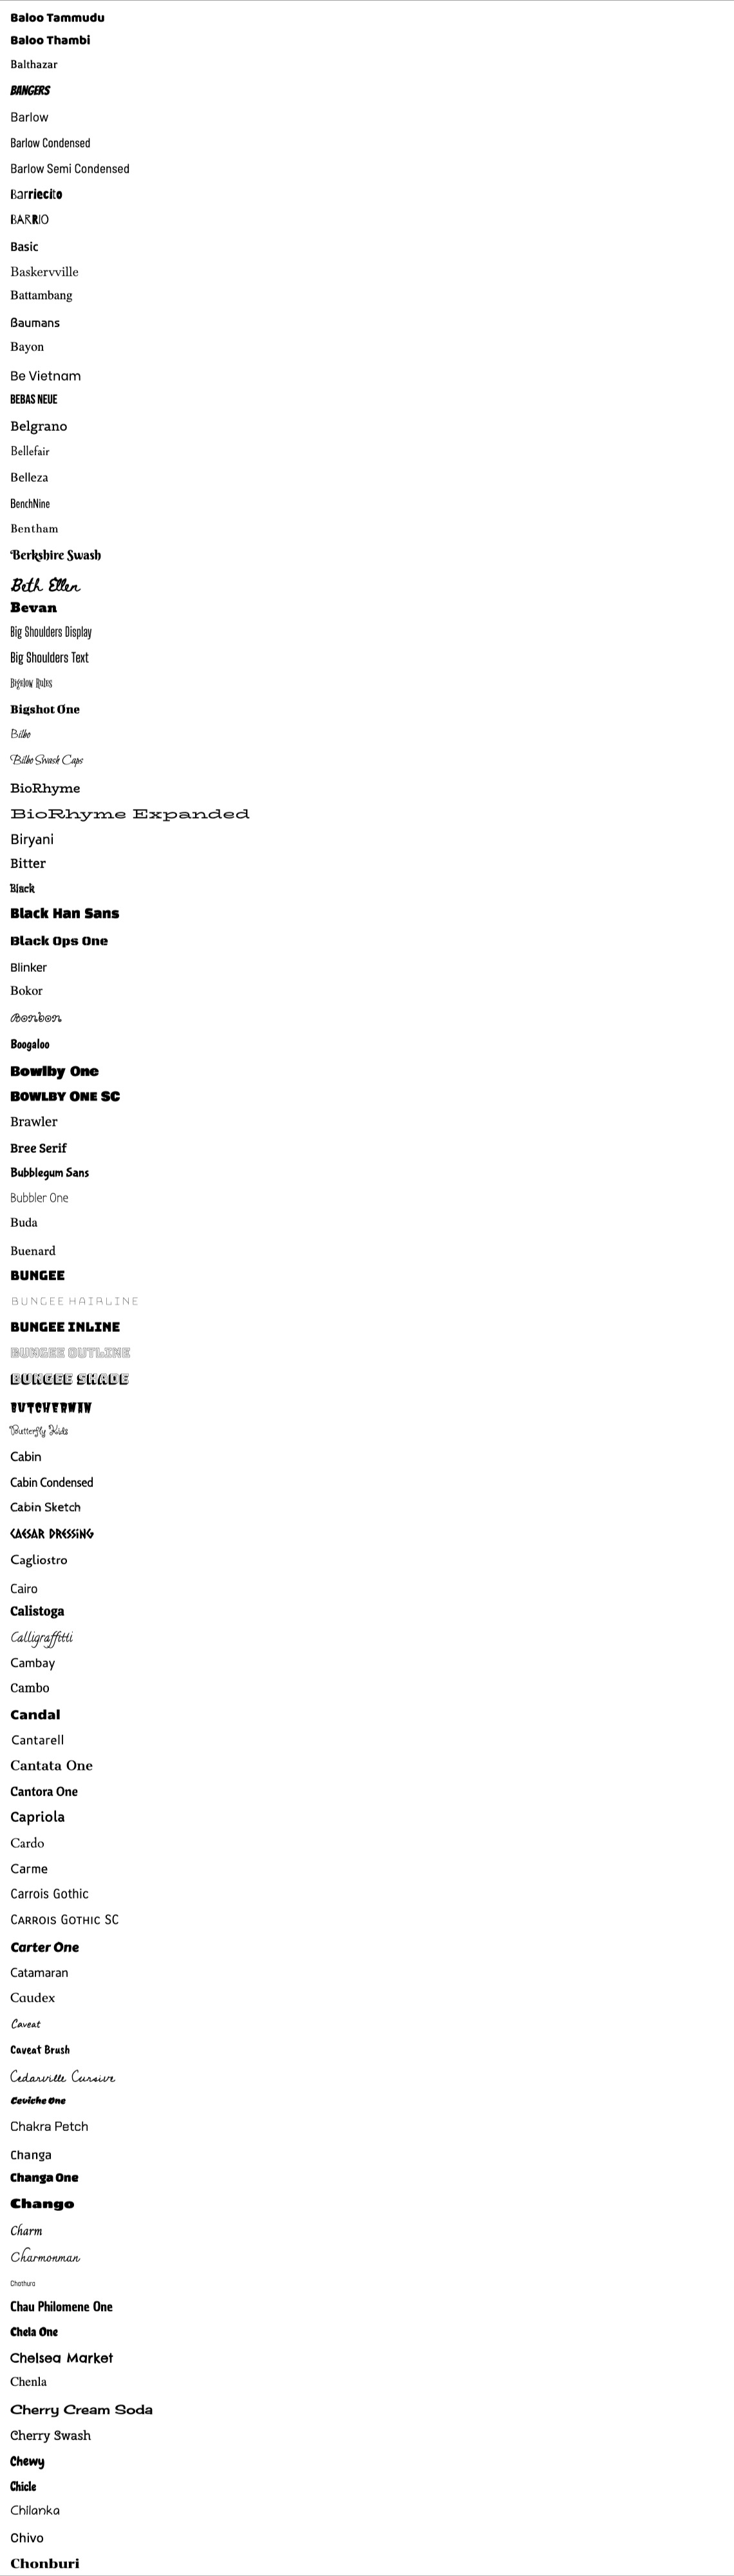 Baloo Tammudu
Baloo Thambi
Balthazar
BANGERS
Barlow
Barlow Condensed
Barlow Semi Condensed
Barriecito
BARRIO
Basic
Baskervville
Battambang
Baumans
Bayon
Be Vietnam
BEBAS NEUE
Belgrano
Bellefair
Belleza
BenchNine
Bentham
Berkshire Swash
Beth Ellen
Bevan
Big Shoulders Display
Big Shoulders Text
Bigelow Rules
Bigshot One
Bilbo
Bilbo Swash Caps
BioRhyme
BioRhyme Expanded
Biryani
Bitter
Black
Black Han Sans
Black Ops One
Blinker
Bokor
Bonbon
Boogaloo
Bowlby One
BOWLBY ONE SC
Brawler
Bree Serif
Bubblegum Sans
Bubbler One
Buda
Buenard
BUNGEE
BUNGEE HAIRLINE
BUNGEE INLINE
BUNGEE OUTLINE
BUNGEE SHADE
BUTCHERMAN
Butterfly Kids
Cabin
Cabin Condensed
Cabin Sketch
CAESAR DRESSING
Cagliostro
Cairo
Calistoga
Calligraffitti
Cambay
Cambo
Candal
Cantarell
Cantata One
Cantora One
Capriola
Cardo
Carme
Carrois Gothic
CARROIS GOTHIC SC
Carter One
Catamaran
Caudex
Caveat
Caveat Brush
Cedarville Cursive
Ceviche One
Chakra Petch
Changa
Changa One
Chango
Charm
Charmonman
Chathura
Chau Philomene One
Chela One
Chelsea Market
Chenla
Cherry Cream Soda
Cherry Swash
Chewy
Chicle
Chilanka
Chivo
Chonburi